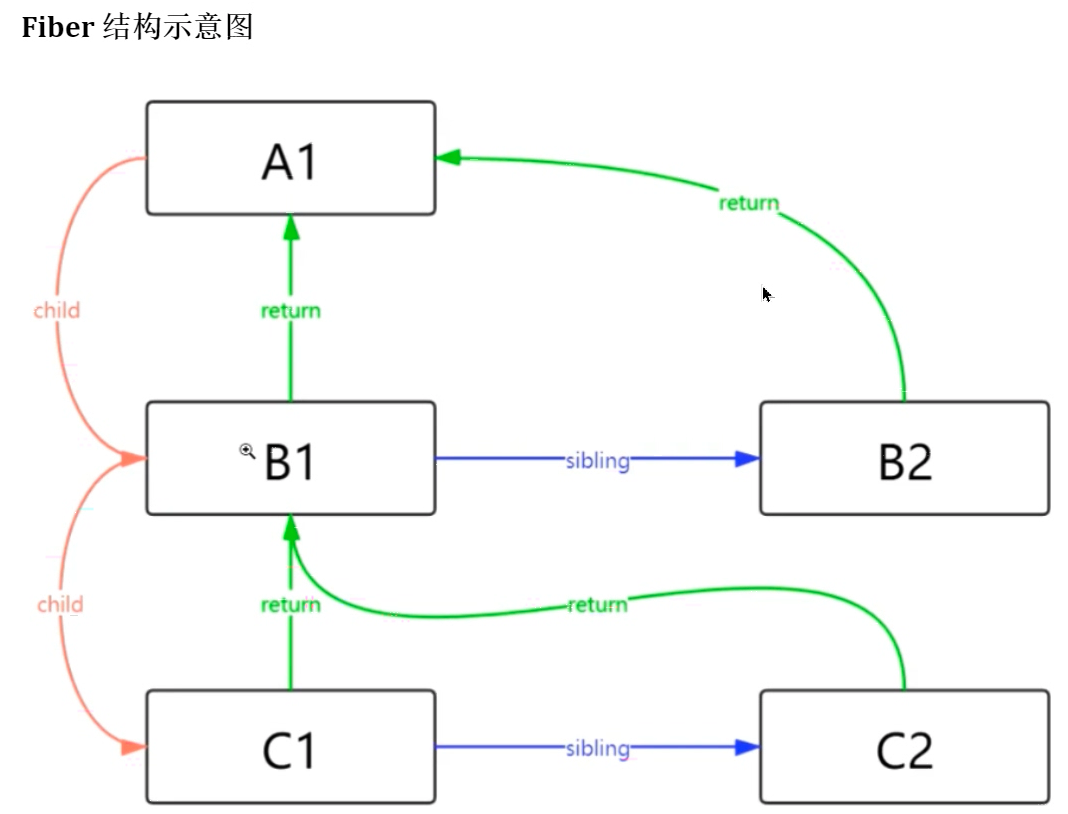 Fiber 结构示意图
A1
return
child
return
B1
sibling
B2
child
return
return
C1
sibling
C2